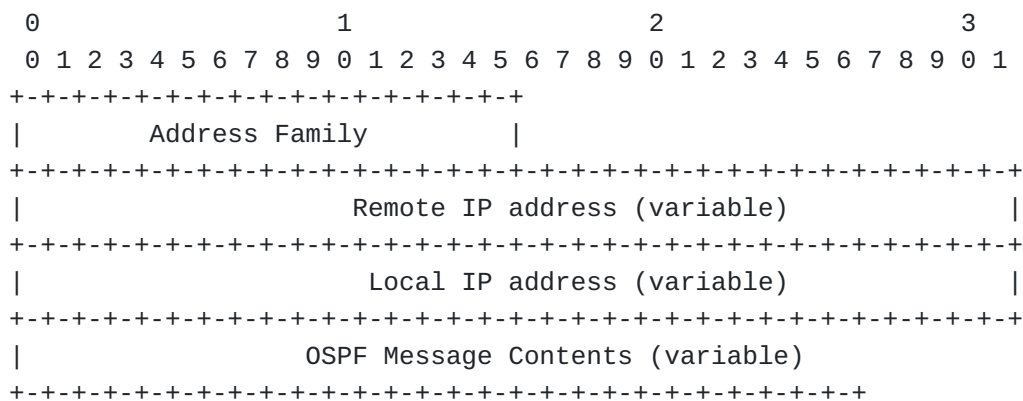 0                   1                   2                   3
 0 1 2 3 4 5 6 7 8 9 0 1 2 3 4 5 6 7 8 9 0 1 2 3 4 5 6 7 8 9 0 1
+-+-+-+-+-+-+-+-+-+-+-+-+-+-+-+-+
|        Address Family         |
+-+-+-+-+-+-+-+-+-+-+-+-+-+-+-+-+-+-+-+-+-+-+-+-+-+-+-+-+-+-+-+-+
|                     Remote IP address (variable)              |
+-+-+-+-+-+-+-+-+-+-+-+-+-+-+-+-+-+-+-+-+-+-+-+-+-+-+-+-+-+-+-+-+
|                      Local IP address (variable)              |
+-+-+-+-+-+-+-+-+-+-+-+-+-+-+-+-+-+-+-+-+-+-+-+-+-+-+-+-+-+-+-+-+
|                  OSPF Message Contents (variable)
+-+-+-+-+-+-+-+-+-+-+-+-+-+-+-+-+-+-+-+-+-+-+-+-+-+-+-+